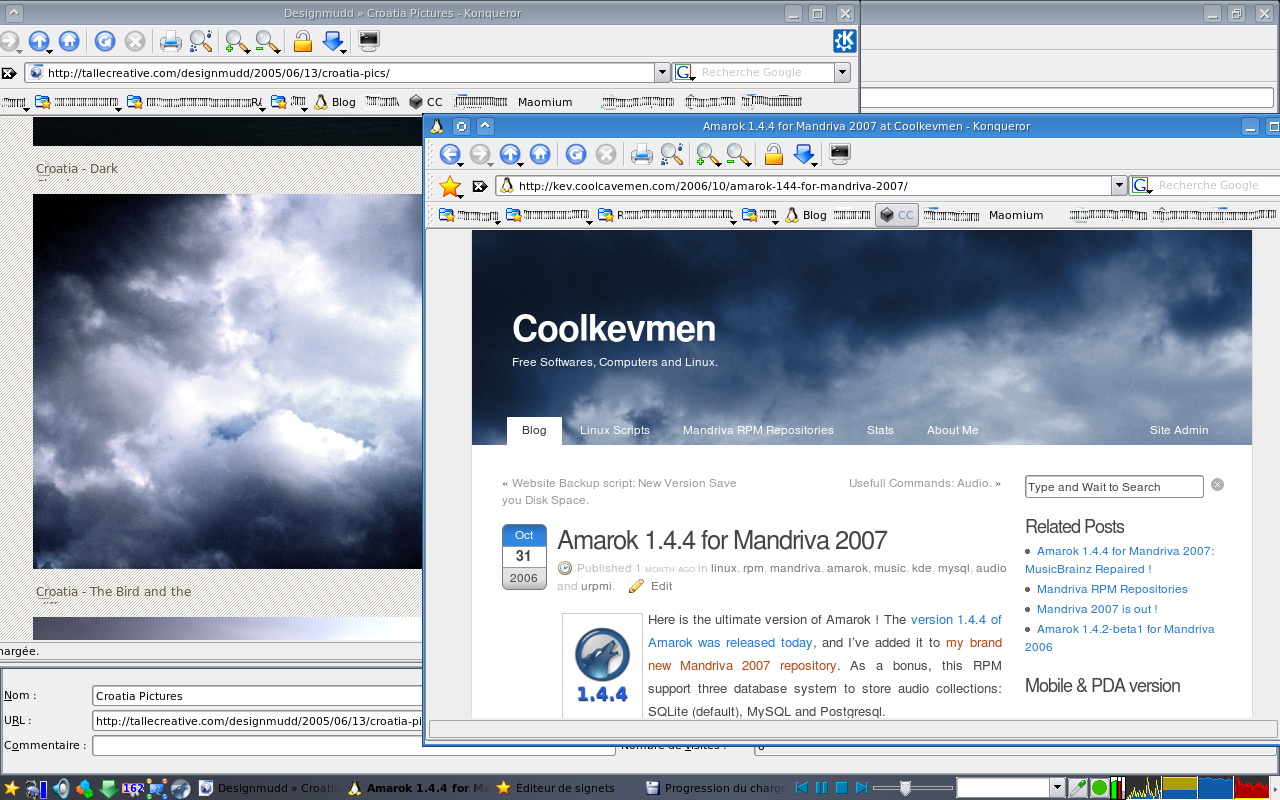 Designmudd » Croatia Pictures - Konqueror
http://tallecreative.com/designmudd/2005/06/13/croatia-pics/
Recherche Google
Blog
CC
Maomium
Croatia - Dark
Croatia - The Bird and the
argée.
Nom :
Croatia Pictures
URL :
http://tallecreative.com/designmudd/2005/06/13/croatia-pi
Commentaire :
Amarok 1.4.4 for Mandriva 2007 at Coolkevmen - Konqueror
http://kev.coolcavemen.com/2006/10/amarok-144-for-mandriva-2007/
Recherche Google
Blog
CC
Maomium
Coolkevmen
Free Softwares, Computers and Linux.
Blog Linux Scripts Mandriva RPM Repositories Stats About Me Site Admin
« Website Backup script: New Version Save
you Disk Space.
Usefull Commands: Audio. »
Type and Wait to Search
Oct
31
2006
Amarok 1.4.4 for Mandriva 2007
Published 1 MONTH AGO in linux, rpm, mandriva, amarok, music, kde, mysql, audio
and urpmi. Edit
1.4.4
Here is the ultimate version of Amarok ! The version 1.4.4 of
Amarok was released today, and I've added it to my brand
new Mandriva 2007 repository. As a bonus, this RPM
support three database system to store audio collections:
SQLite (default), MySQL and Postgresql.
Related Posts
Amarok 1.4.4 for Mandriva 2007:
MusicBrainz Repaired !
Mandriva RPM Repositories
Mandriva 2007 is out !
Amarok 1.4.2-beta1 for Mandriva
2006
Mobile & PDA version
Nombre de visites :
162
Designmudd » Croatia
Amarok 1.4.4 for Ma
Éditeur de signets
Progression du charge